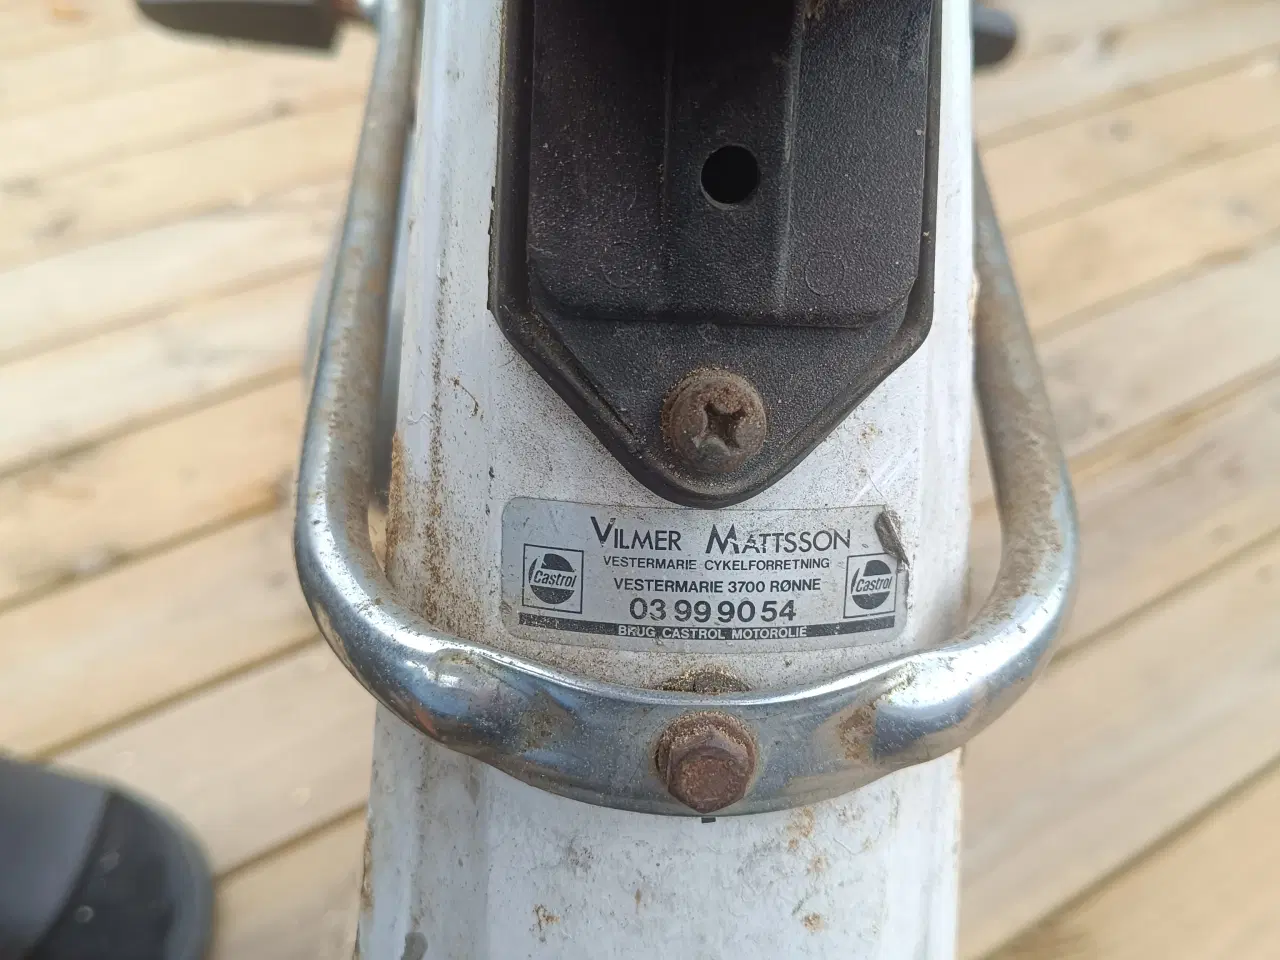 VILMER MATTSSON
VESTERMARIE CYKELFORRETNING
Castrol
Castrol
VESTERMARIE 3700 RØNNE
03 99 90 54
BRUG CASTROL MOTOROLIE